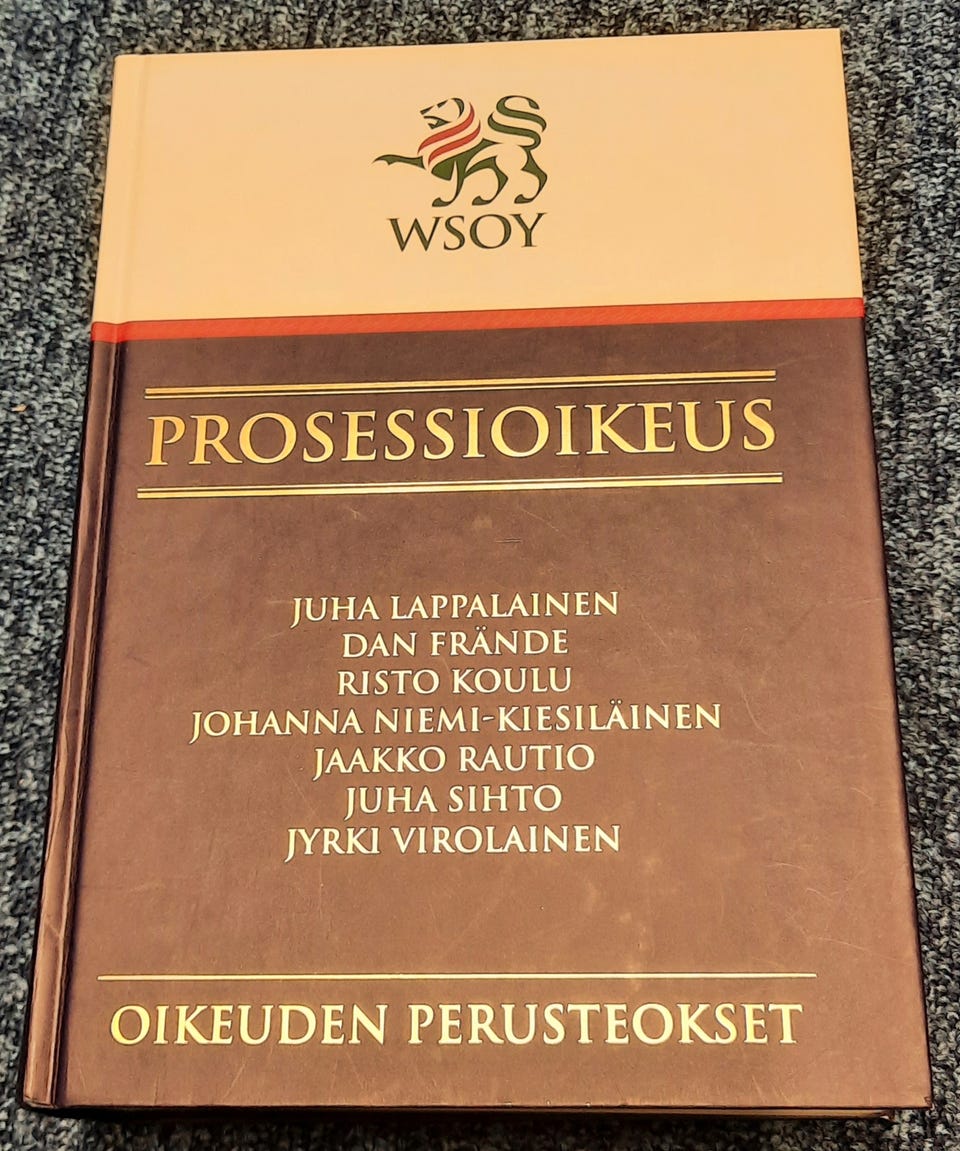 WSOY
PROSESSIOIKEUS
JUHA LAPPALAINEN
DAN FRÄNDE
RISTO KOULU
JOHANNA NIEMI-KIESILÄINEN
JAAKKO RAUTIO
JUHA SIHTO
JYRKI VIROLAINEN
OIKEUDEN PERUSTEOKSET